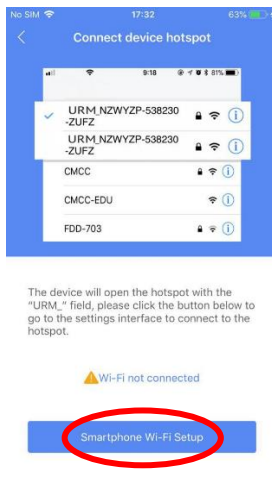 No SIM 17:32 63%
Connect device hotspot
9:18 81%
URM_NZWYZP-538230
-ZUFZ
URM_NZWYZP-538230
-ZUFZ
CMCC
CMCC-EDU
FDD-703
The device will open the hotspot with the
“URM_” field, please click the button below to
go to the settings interface to connect to the
hotspot.
Wi-Fi not connected
Smartphone Wi-Fi Setup